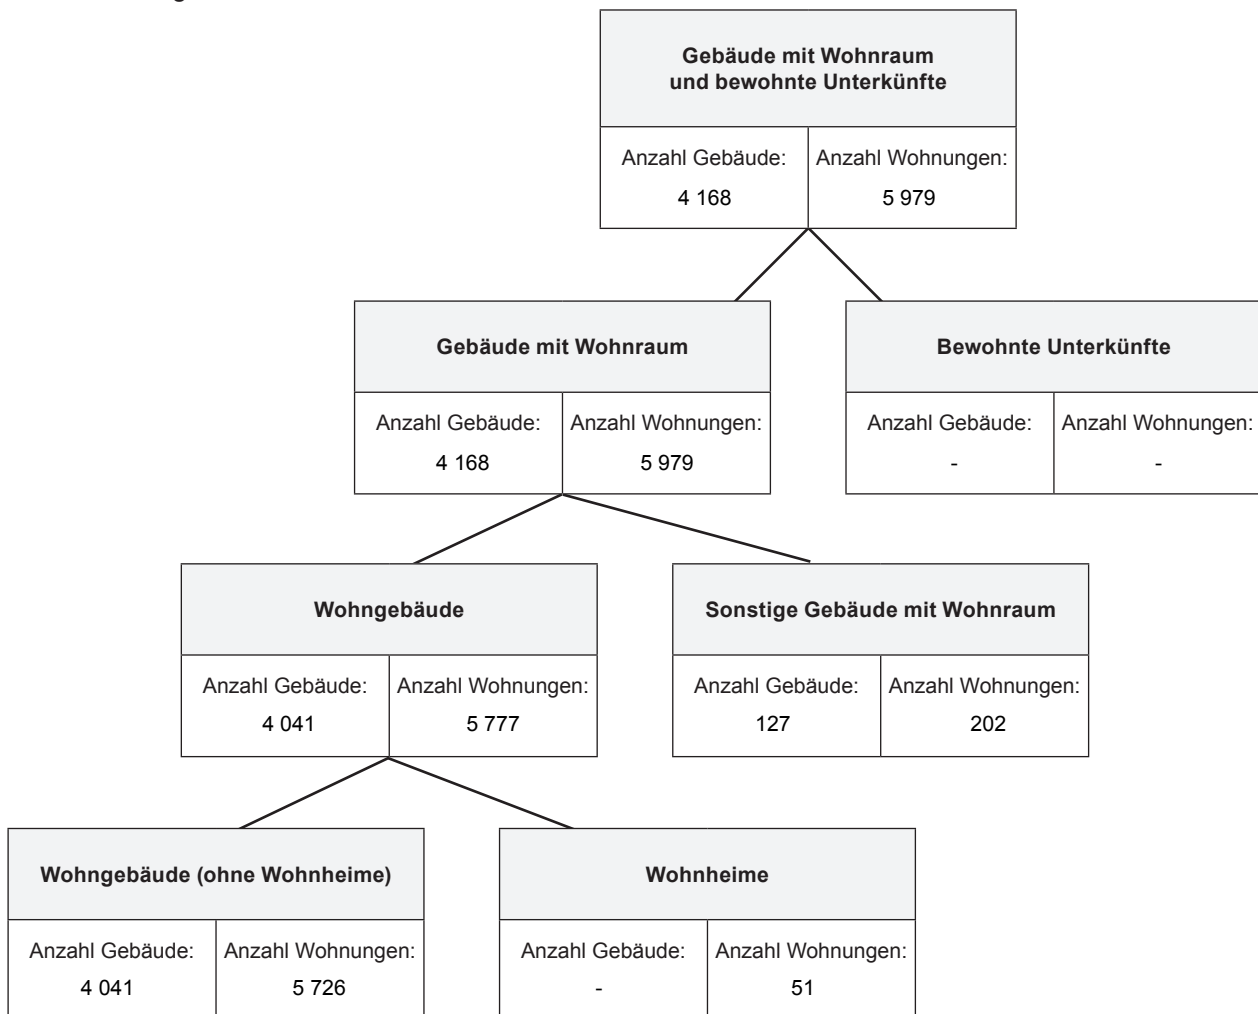 Gebäude mit Wohnraum
und bewohnte Unterkünfte
Anzahl Gebäude: Anzahl Wohnungen:
4 168 5 979
Gebäude mit Wohnraum
Anzahl Gebäude: Anzahl Wohnungen:
4 168 5 979
Bewohnte Unterkünfte
Anzahl Gebäude: Anzahl Wohnungen:
- -
Wohngebäude
Anzahl Gebäude: Anzahl Wohnungen:
4 041 5 777
Sonstige Gebäude mit Wohnraum
Anzahl Gebäude: Anzahl Wohnungen:
127 202
Wohngebäude (ohne Wohnheime)
Anzahl Gebäude: Anzahl Wohnungen:
4 041 5 726
Wohnheime
Anzahl Gebäude: Anzahl Wohnungen:
- 51